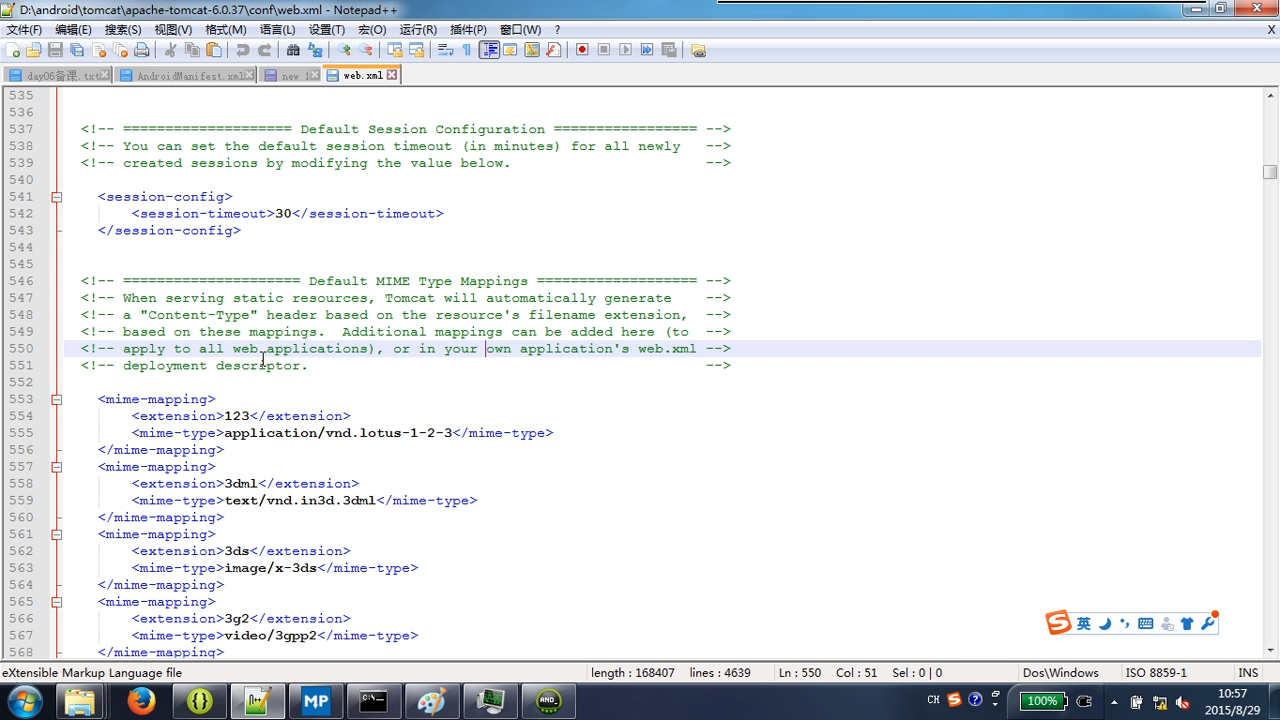 D:\android\tomcat\apache-tomcat-6.0.37\conf\web.xml - Notepad++
文件(F) 编辑(E) 搜索(S) 视图(V) 格式(M) 语言(L) 设置(T) 宏(O) 运行(R) 插件(P) 窗口(W) ? X
day06备课.txt AndroidManifest.xml new 1 web.xml
535
536
537 <!-- ==================== Default Session Configuration ================= -->
538 <!-- You can set the default session timeout (in minutes) for all newly -->
539 <!-- created sessions by modifying the value below. -->
540
541 <session-config>
542 <session-timeout>30</session-timeout>
543 </session-config>
544
545
546 <!-- ===================== Default MIME Type Mappings =================== -->
547 <!-- When serving static resources, Tomcat will automatically generate -->
548 <!-- a "Content-Type" header based on the resource's filename extension, -->
549 <!-- based on these mappings. Additional mappings can be added here (to -->
550 <!-- apply to all web applications), or in your own application's web.xml -->
551 <!-- deployment descriptor. -->
552
553 <mime-mapping>
554 <extension>123</extension>
555 <mime-type>application/vnd.lotus-1-2-3</mime-type>
556 </mime-mapping>
557 <mime-mapping>
558 <extension>3dml</extension>
559 <mime-type>text/vnd.in3d.3dml</mime-type>
560 </mime-mapping>
561 <mime-mapping>
562 <extension>3ds</extension>
563 <mime-type>image/x-3ds</mime-type>
564 </mime-mapping>
565 <mime-mapping>
566 <extension>3g2</extension>
567 <mime-type>video/3gpp2</mime-type>
568 </mime-mapping>
S 英
eXtensible Markup Language file length : 168407 lines : 4639 Ln : 550 Col : 51 Sel : 0 | 0 Dos\Windows ISO 8859-1 INS
MP AND_ CH S 100% 10:57
2015/8/29